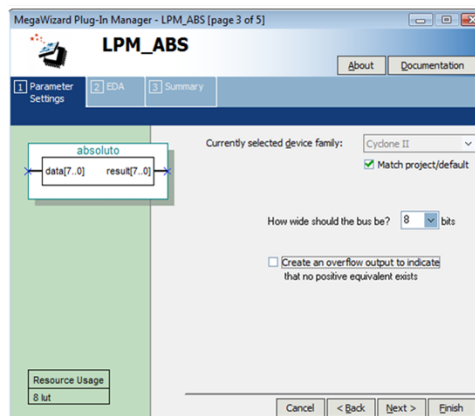 MegaWizard Plug-In Manager - LPM_ABS [page 3 of 5]
LPM_ABS
About Documentation
1 Parameter Settings
2 EDA
3 Summary
absoluto
data[7..0] result[7..0]
Currently selected device family: Cyclone II
Match project/default
How wide should the bus be? 8 bits
Create an overflow output to indicate
that no positive equivalent exists
Resource Usage
8 lut
Cancel < Back Next > Finish